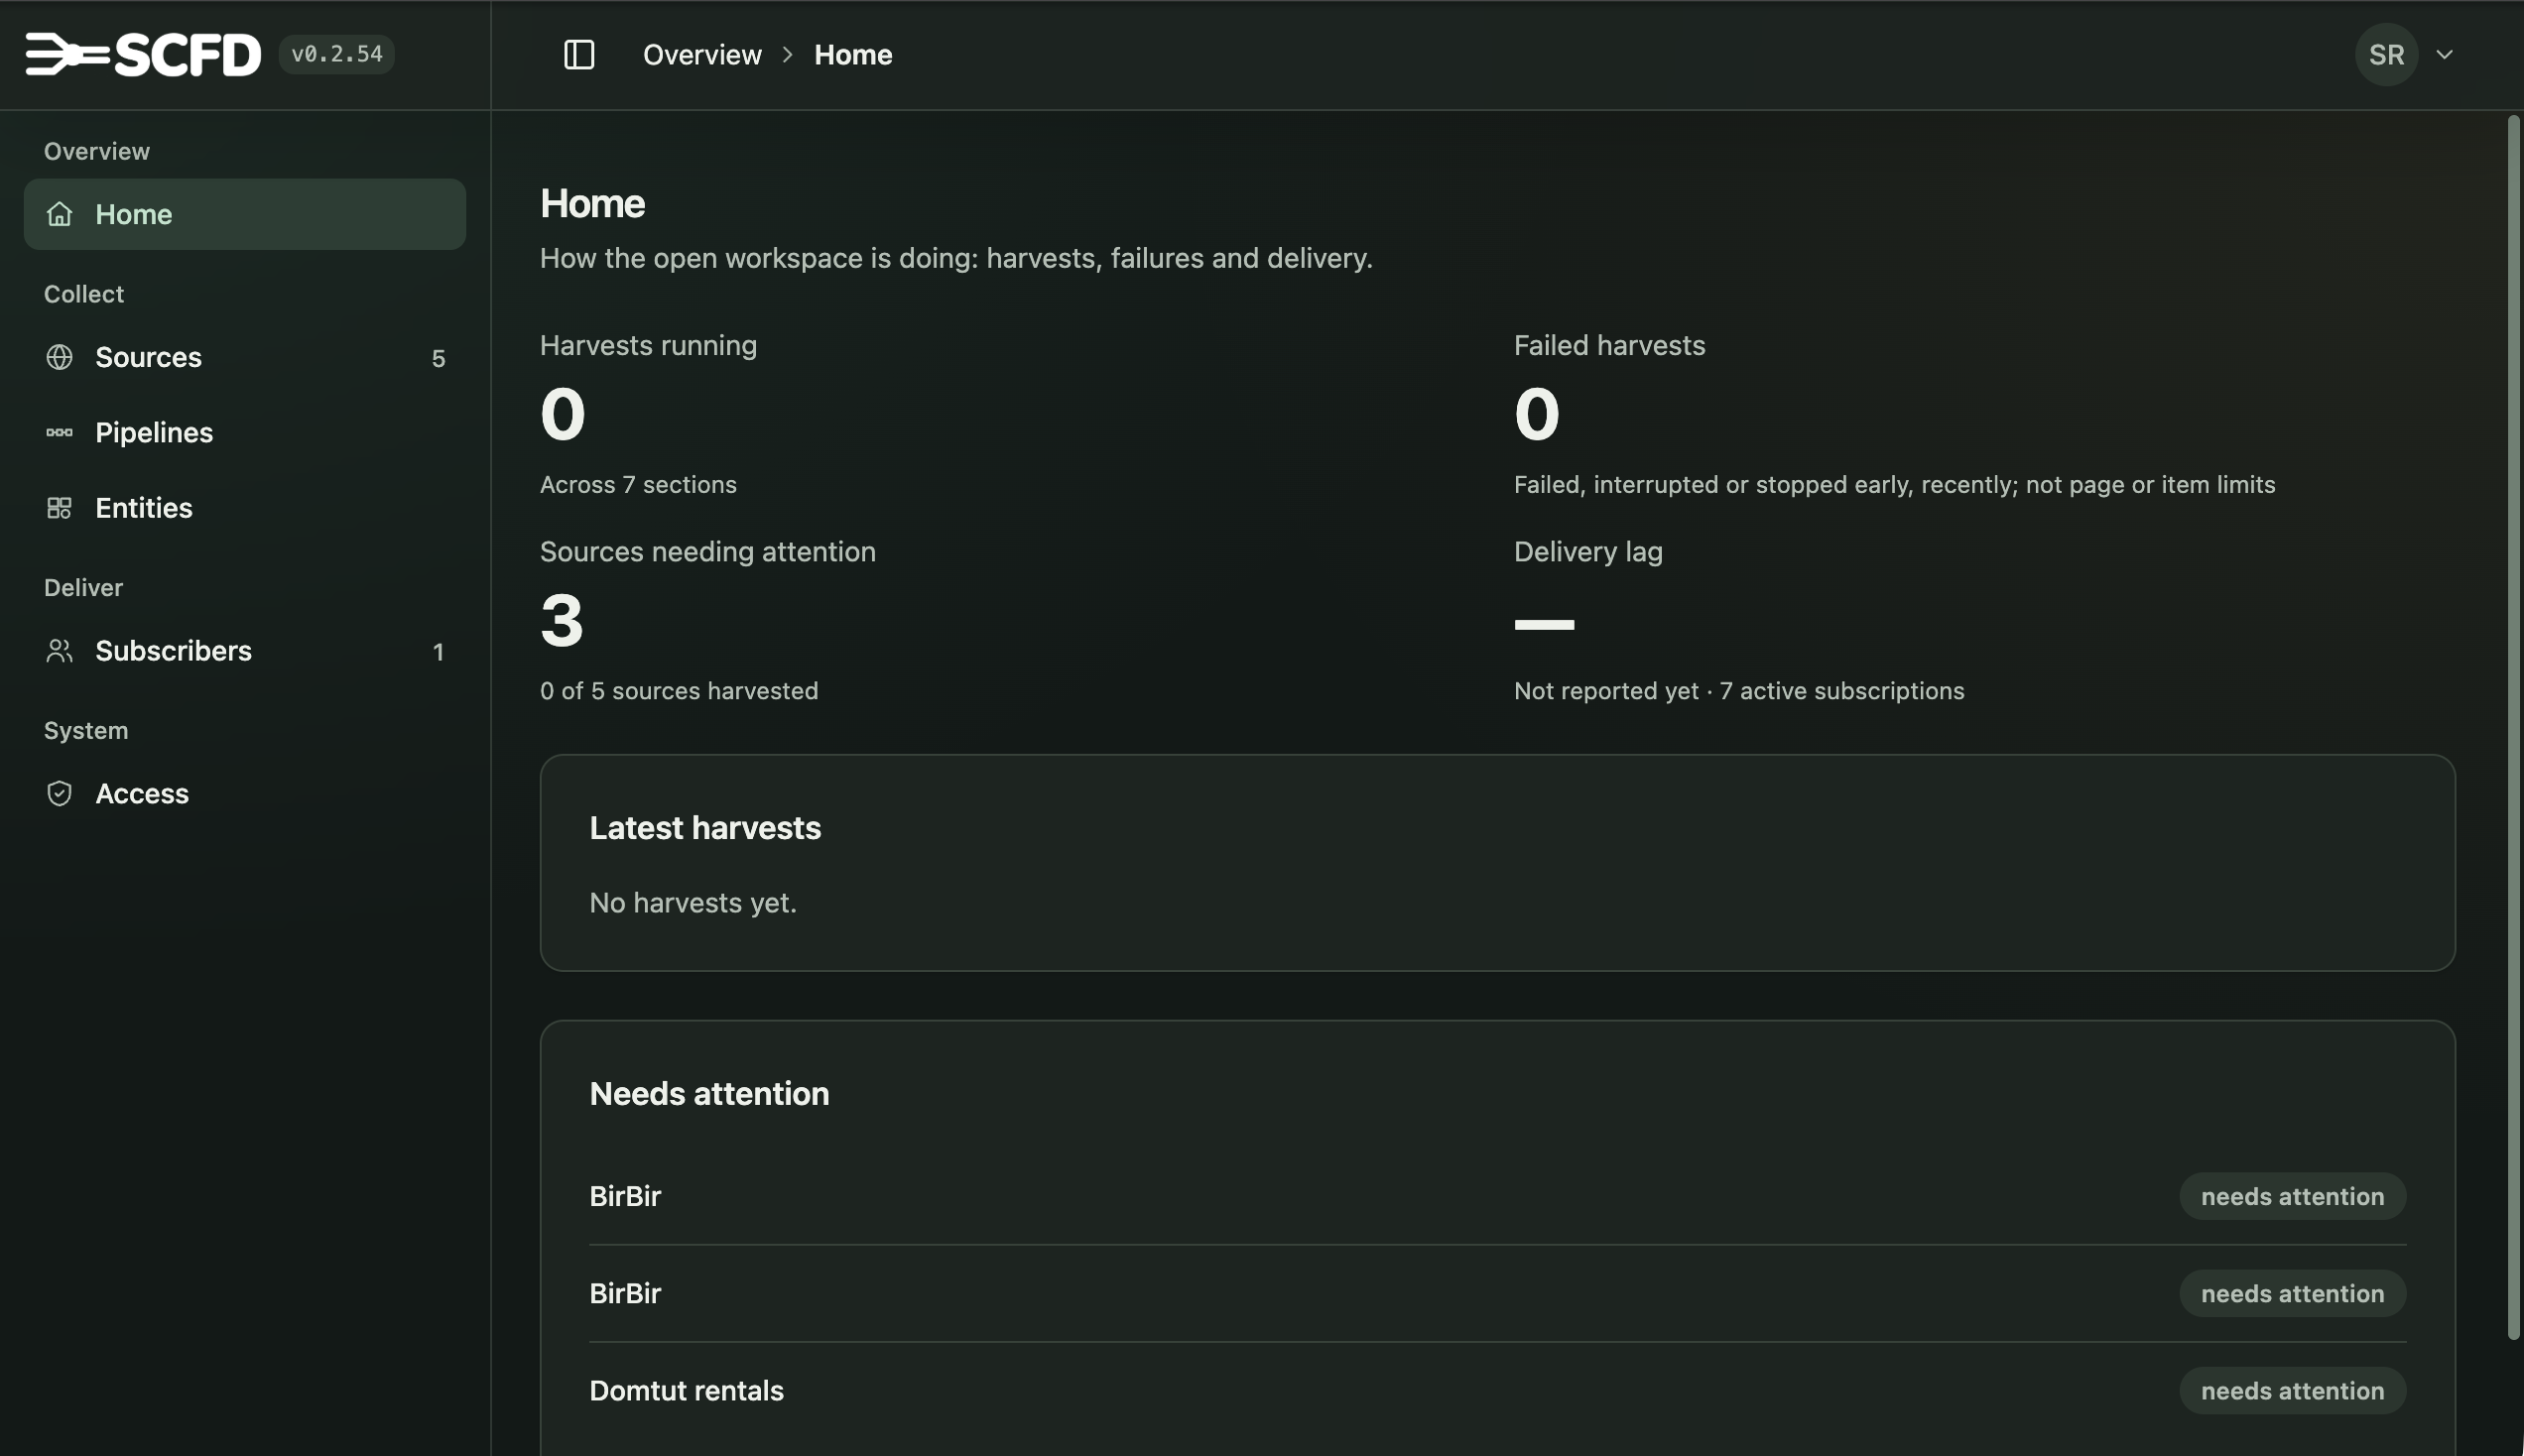 SCFD v0.2.54
Overview > Home
SR
Overview
Home
Collect
Sources 5
Pipelines
Entities
Deliver
Subscribers 1
System
Access
Home
How the open workspace is doing: harvests, failures and delivery.
Harvests running
0
Across 7 sections
Failed harvests
0
Failed, interrupted or stopped early, recently; not page or item limits
Sources needing attention
3
0 of 5 sources harvested
Delivery lag
—
Not reported yet · 7 active subscriptions
Latest harvests
No harvests yet.
Needs attention
BirBir needs attention
BirBir needs attention
Domtut rentals needs attention